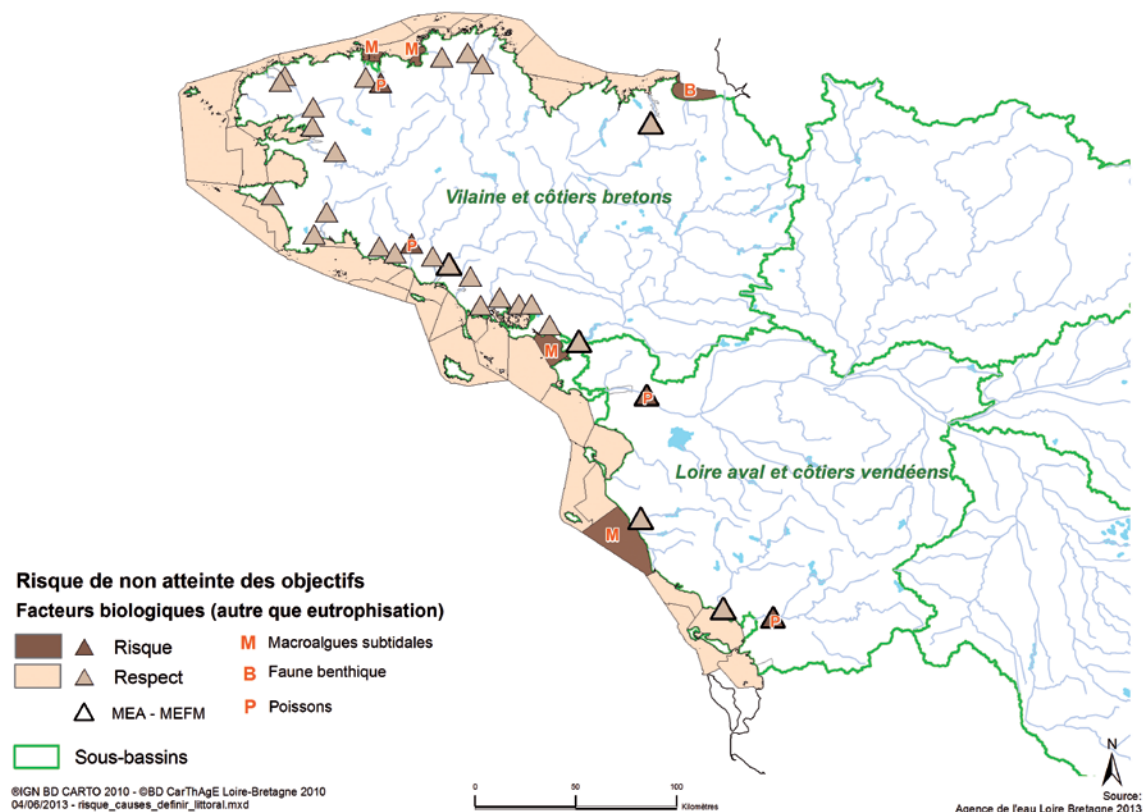 M
M
P
B
Vilaine et côtiers bretons
P
M
P
Loire aval et côtiers vendéens
M
P
Risque de non atteinte des objectifs
Facteurs biologiques (autre que eutrophisation)
Risque
Respect
MEA - MEFM
M Macroalgues subtidales
B Faune benthique
P Poissons
Sous-bassins
®IGN BD CARTO 2010 - ©BD CarThAgE Loire-Bretagne 2010
04/06/2013 - risque_causes_definir_littoral.mxd
0 50 100
Kilomètres
N
Source:
Agence de l'eau Loire Bretagne 2013